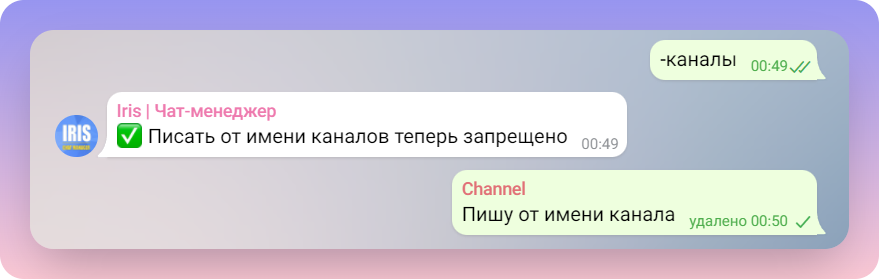 -каналы 00:49
Iris | Чат-менеджер
IRIS
✅ Писать от имени каналов теперь запрещено 00:49
Channel
Пишу от имени канала удалено 00:50